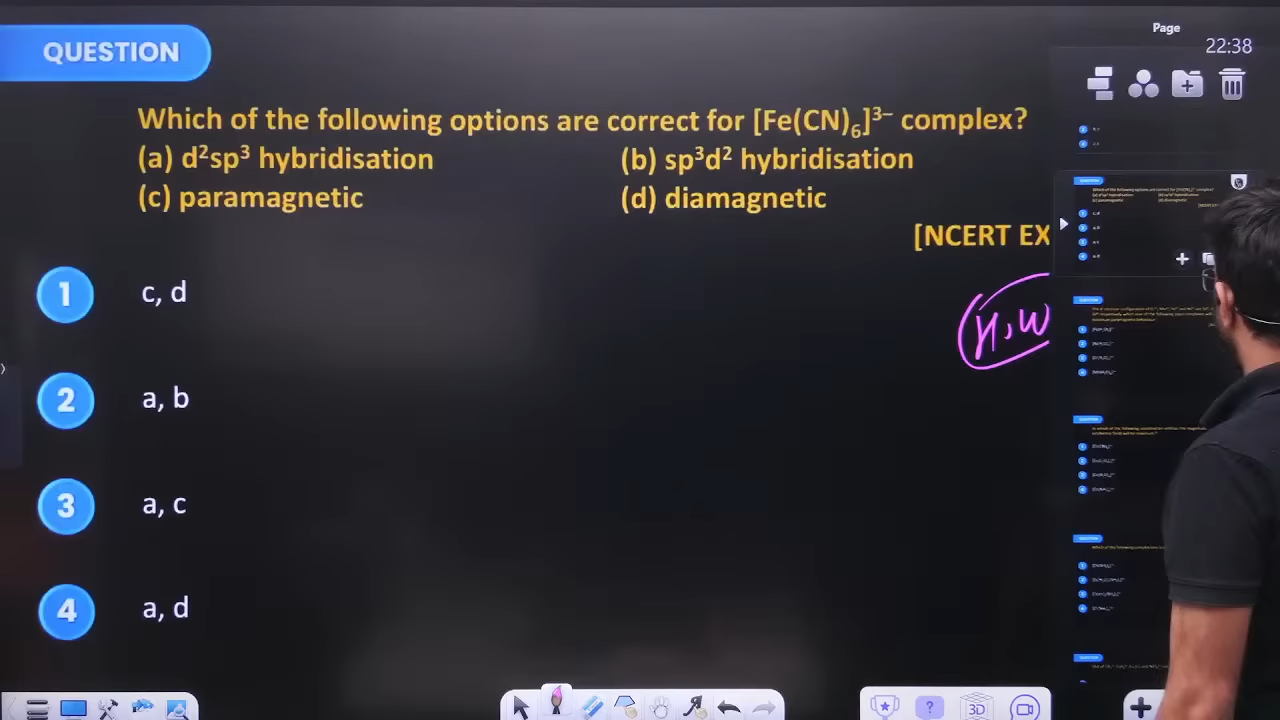 Page
22:38
QUESTION
Which of the following options are correct for [Fe(CN)₆]³⁻ complex?
(a) d²sp³ hybridisation (b) sp³d² hybridisation
(c) paramagnetic (d) diamagnetic
[NCERT EX
H.W
1 c, d
2 a, b
3 a, c
4 a, d
?
3D